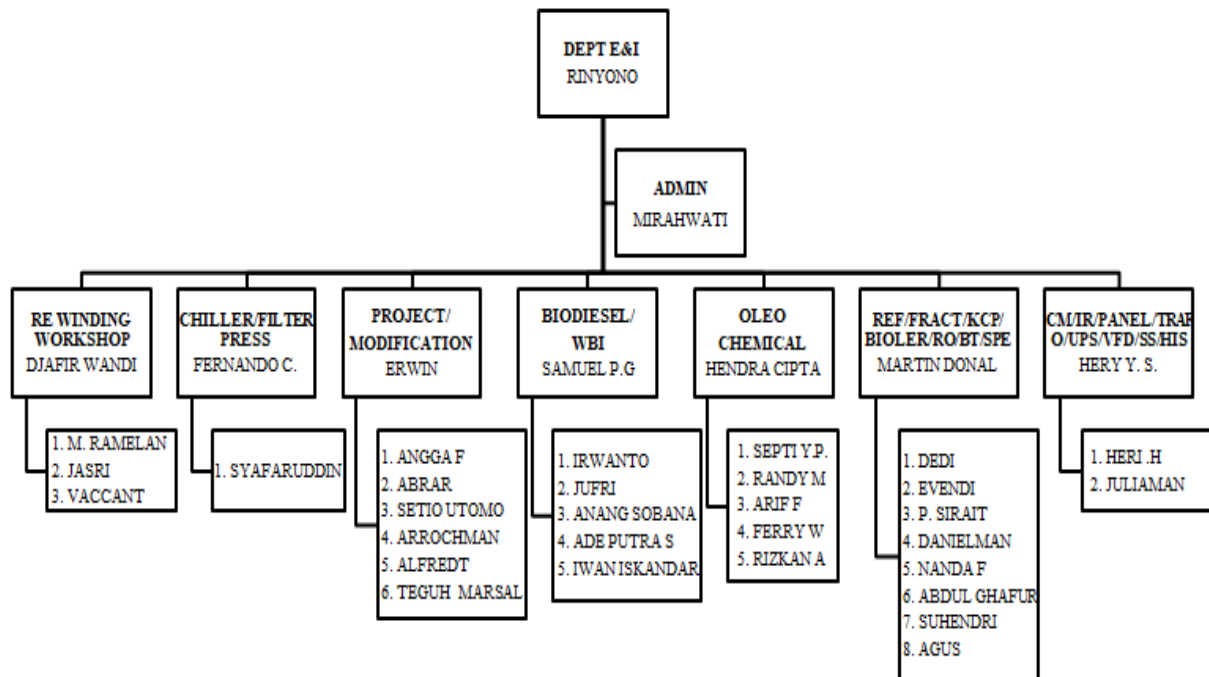 DEPT E&I
RINYONO
ADMIN
MIRAHWATI
RE WINDING
WORKSHOP
DJAFIR WANDI
CHILLER/FILTER
PRESS
FERNANDO C.
PROJECT/
MODIFICATION
ERWIN
BIODIESEL/
WBI
SAMUEL P.G
OLEO
CHEMICAL
HENDRA CIPTA
REF/FRACT/KCP/
BIOLER/RO/BT/SPE
MARTIN DONAL
CM/IR/PANEL/TRAF
O/UPS/VFD/SS/HIS
HERY Y. S.
1. M. RAMELAN
2. JASRI
3. VACCANT
1. SYAFARUDDIN
1. ANGGA F
2. ABRAR
3. SETIO UTOMO
4. ARROCHMAN
5. ALFREDT
6. TEGUH MARSAL
1. IRWANTO
2. JUFRI
3. ANANG SOBANA
4. ADE PUTRA S
5. IWAN ISKANDAR
1. SEPTI Y.P.
2. RANDY M
3. ARIF F
4. FERRY W
5. RIZKAN A
1. DEDI
2. EVENDI
3. P. SIRAIT
4. DANIELMAN
5. NANDA F
6. ABDUL GHAFUR
7. SUHENDRI
8. AGUS
1. HERI .H
2. JULIAMAN